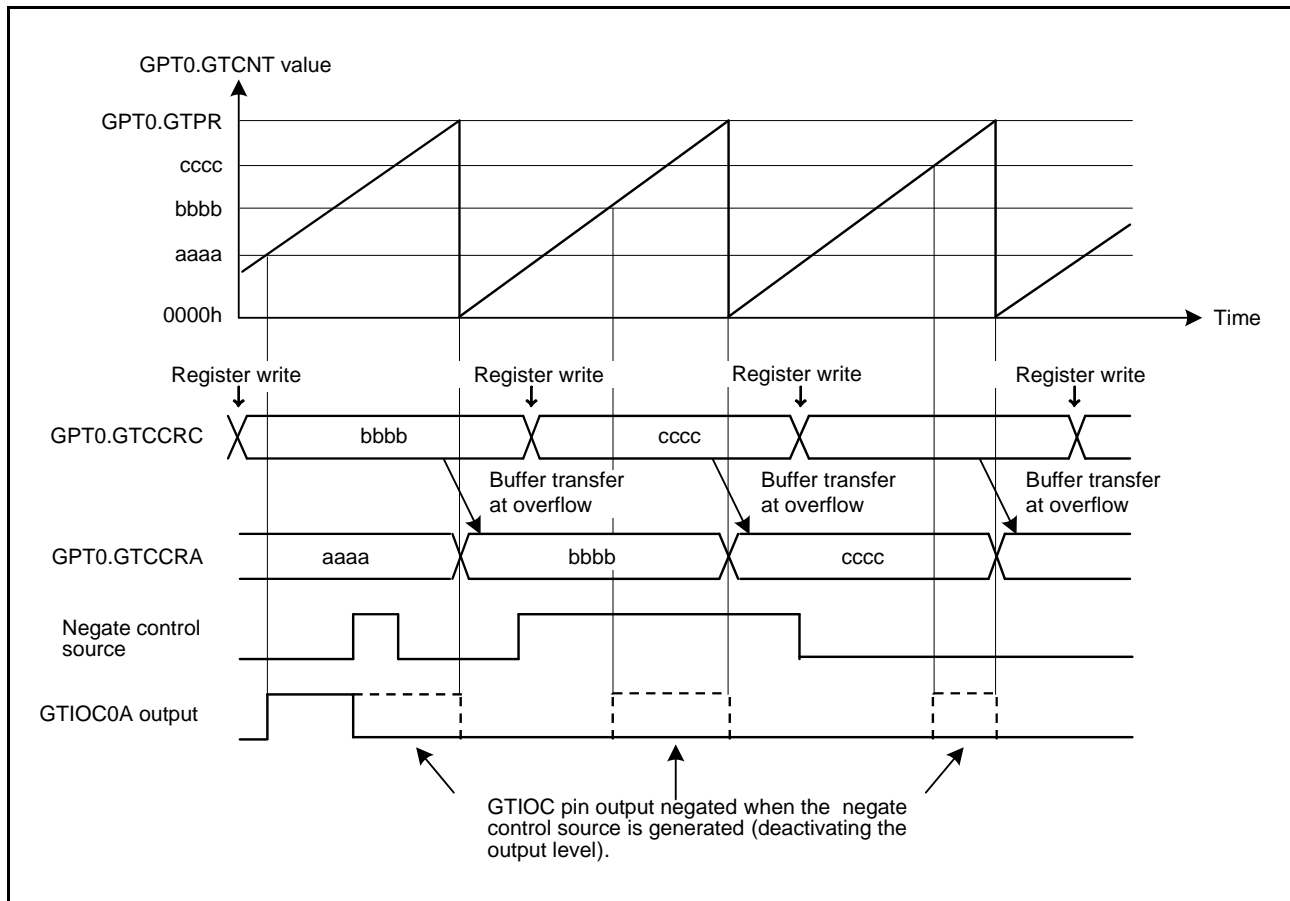 GPT0.GTCNT value
GPT0.GTPR
cccc
bbbb
aaaa
0000h
Time
Register write
Register write
Register write
Register write
GPT0.GTCCRC
bbbb
cccc
Buffer transfer
at overflow
Buffer transfer
at overflow
Buffer transfer
at overflow
GPT0.GTCCRA
aaaa
bbbb
cccc
Negate control
source
GTIOC0A output
GTIOC pin output negated when the negate
control source is generated (deactivating the
output level).